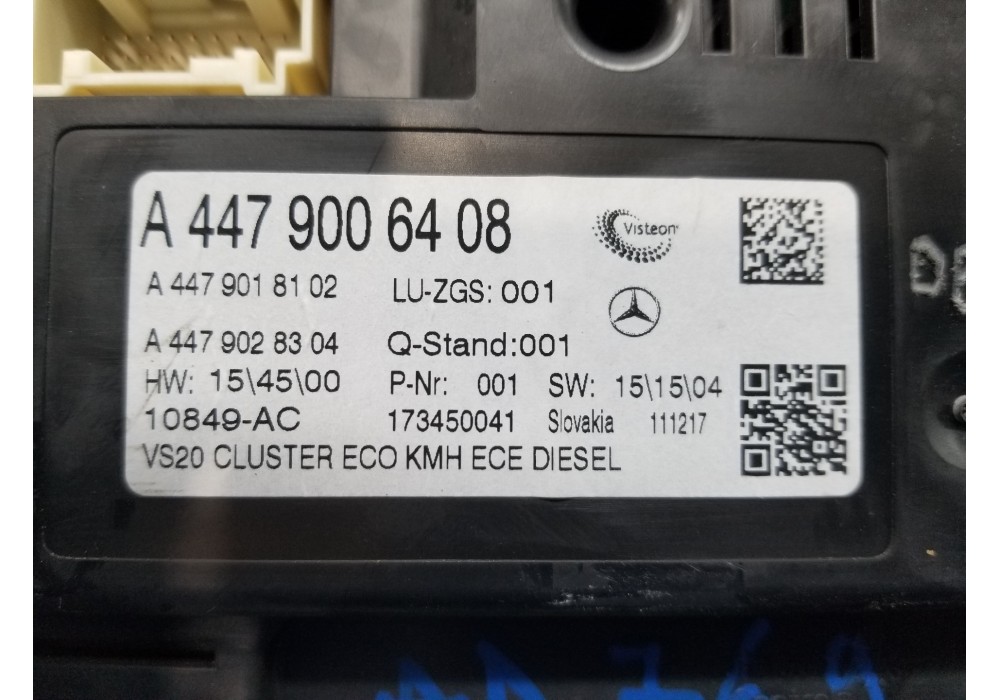 A 447 900 64 08
Visteon
A 447 901 81 02 LU-ZGS: 001
A 447 902 83 04 Q-Stand:001
HW: 15\45\00 P-Nr: 001 SW: 15\15\04
10849-AC 173450041 Slovakia 111217
VS20 CLUSTER ECO KMH ECE DIESEL